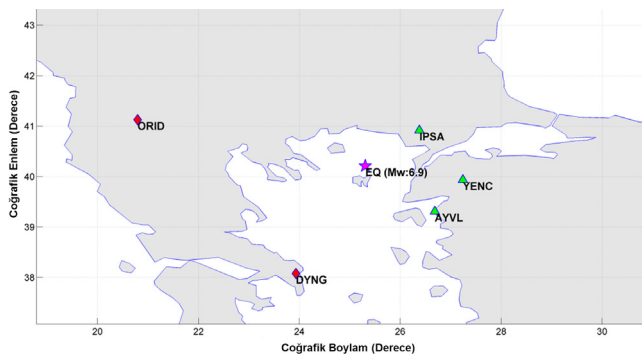 Coğrafik Enlem (Derece)
43
42
41
40
39
38
ORID
IPSA
EQ (Mw:6.9)
YENC
AYVL
DYNG
20
22
24
26
28
30
Coğrafik Boylam (Derece)